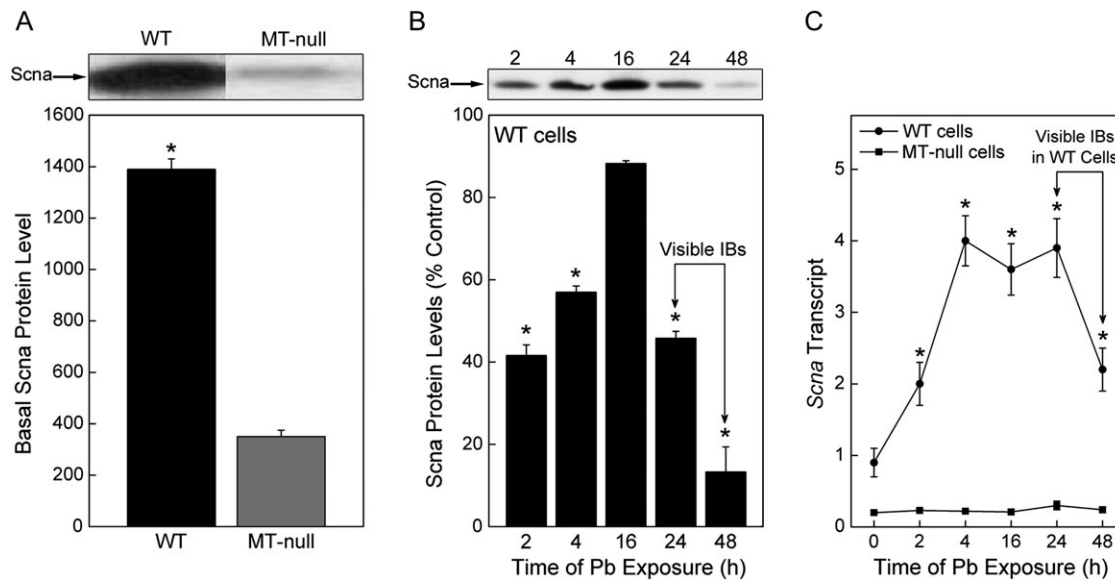 A
WT MT-null
Scna
1600
1400
1200
1000
800
600
400
200
0
Basal Scna Protein Level
*
WT MT-null
B
2 4 16 24 48
Scna
100
80
60
40
20
0
Scna Protein Levels (% Control)
WT cells
Visible IBs
* * * *
2 4 16 24 48
Time of Pb Exposure (h)
C
WT cells
MT-null cells
Visible IBs
in WT Cells
5
4
3
2
1
0
Scna Transcript
* * * * *
0 2 4 16 24 48
Time of Pb Exposure (h)